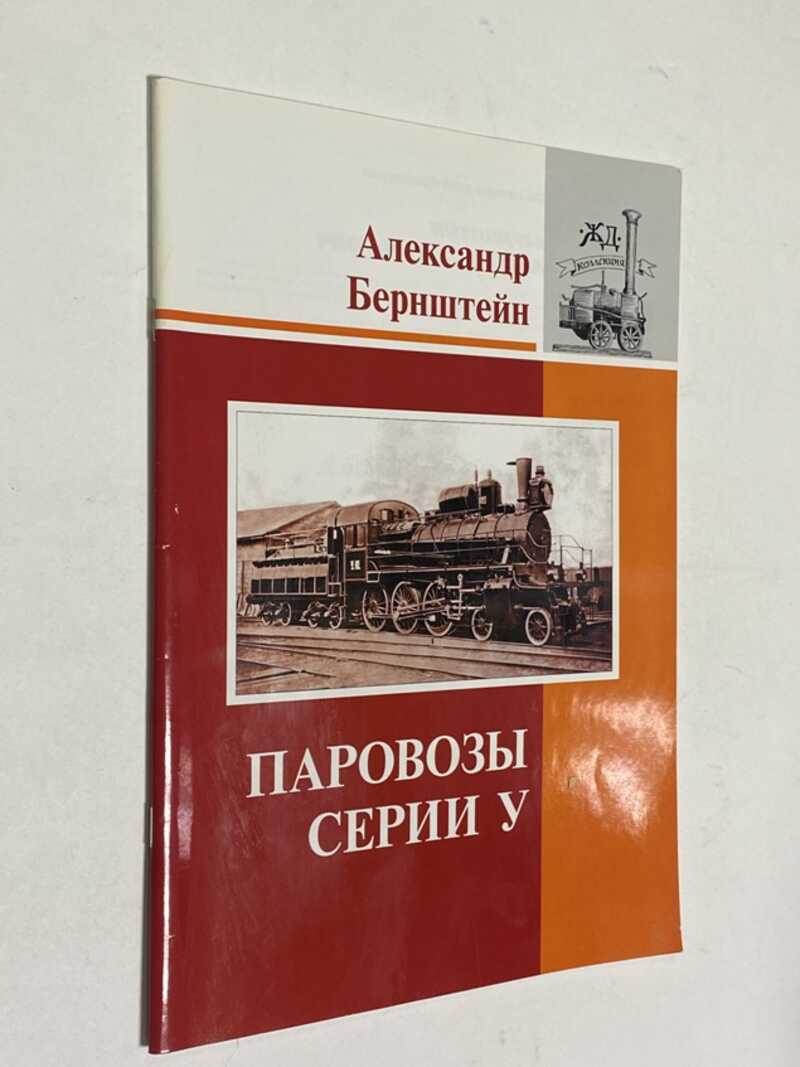 Александр
Бернштейн
·ЖД·
КОЛЛЕКЦИЯ
ПАРОВОЗЫ
СЕРИИ У